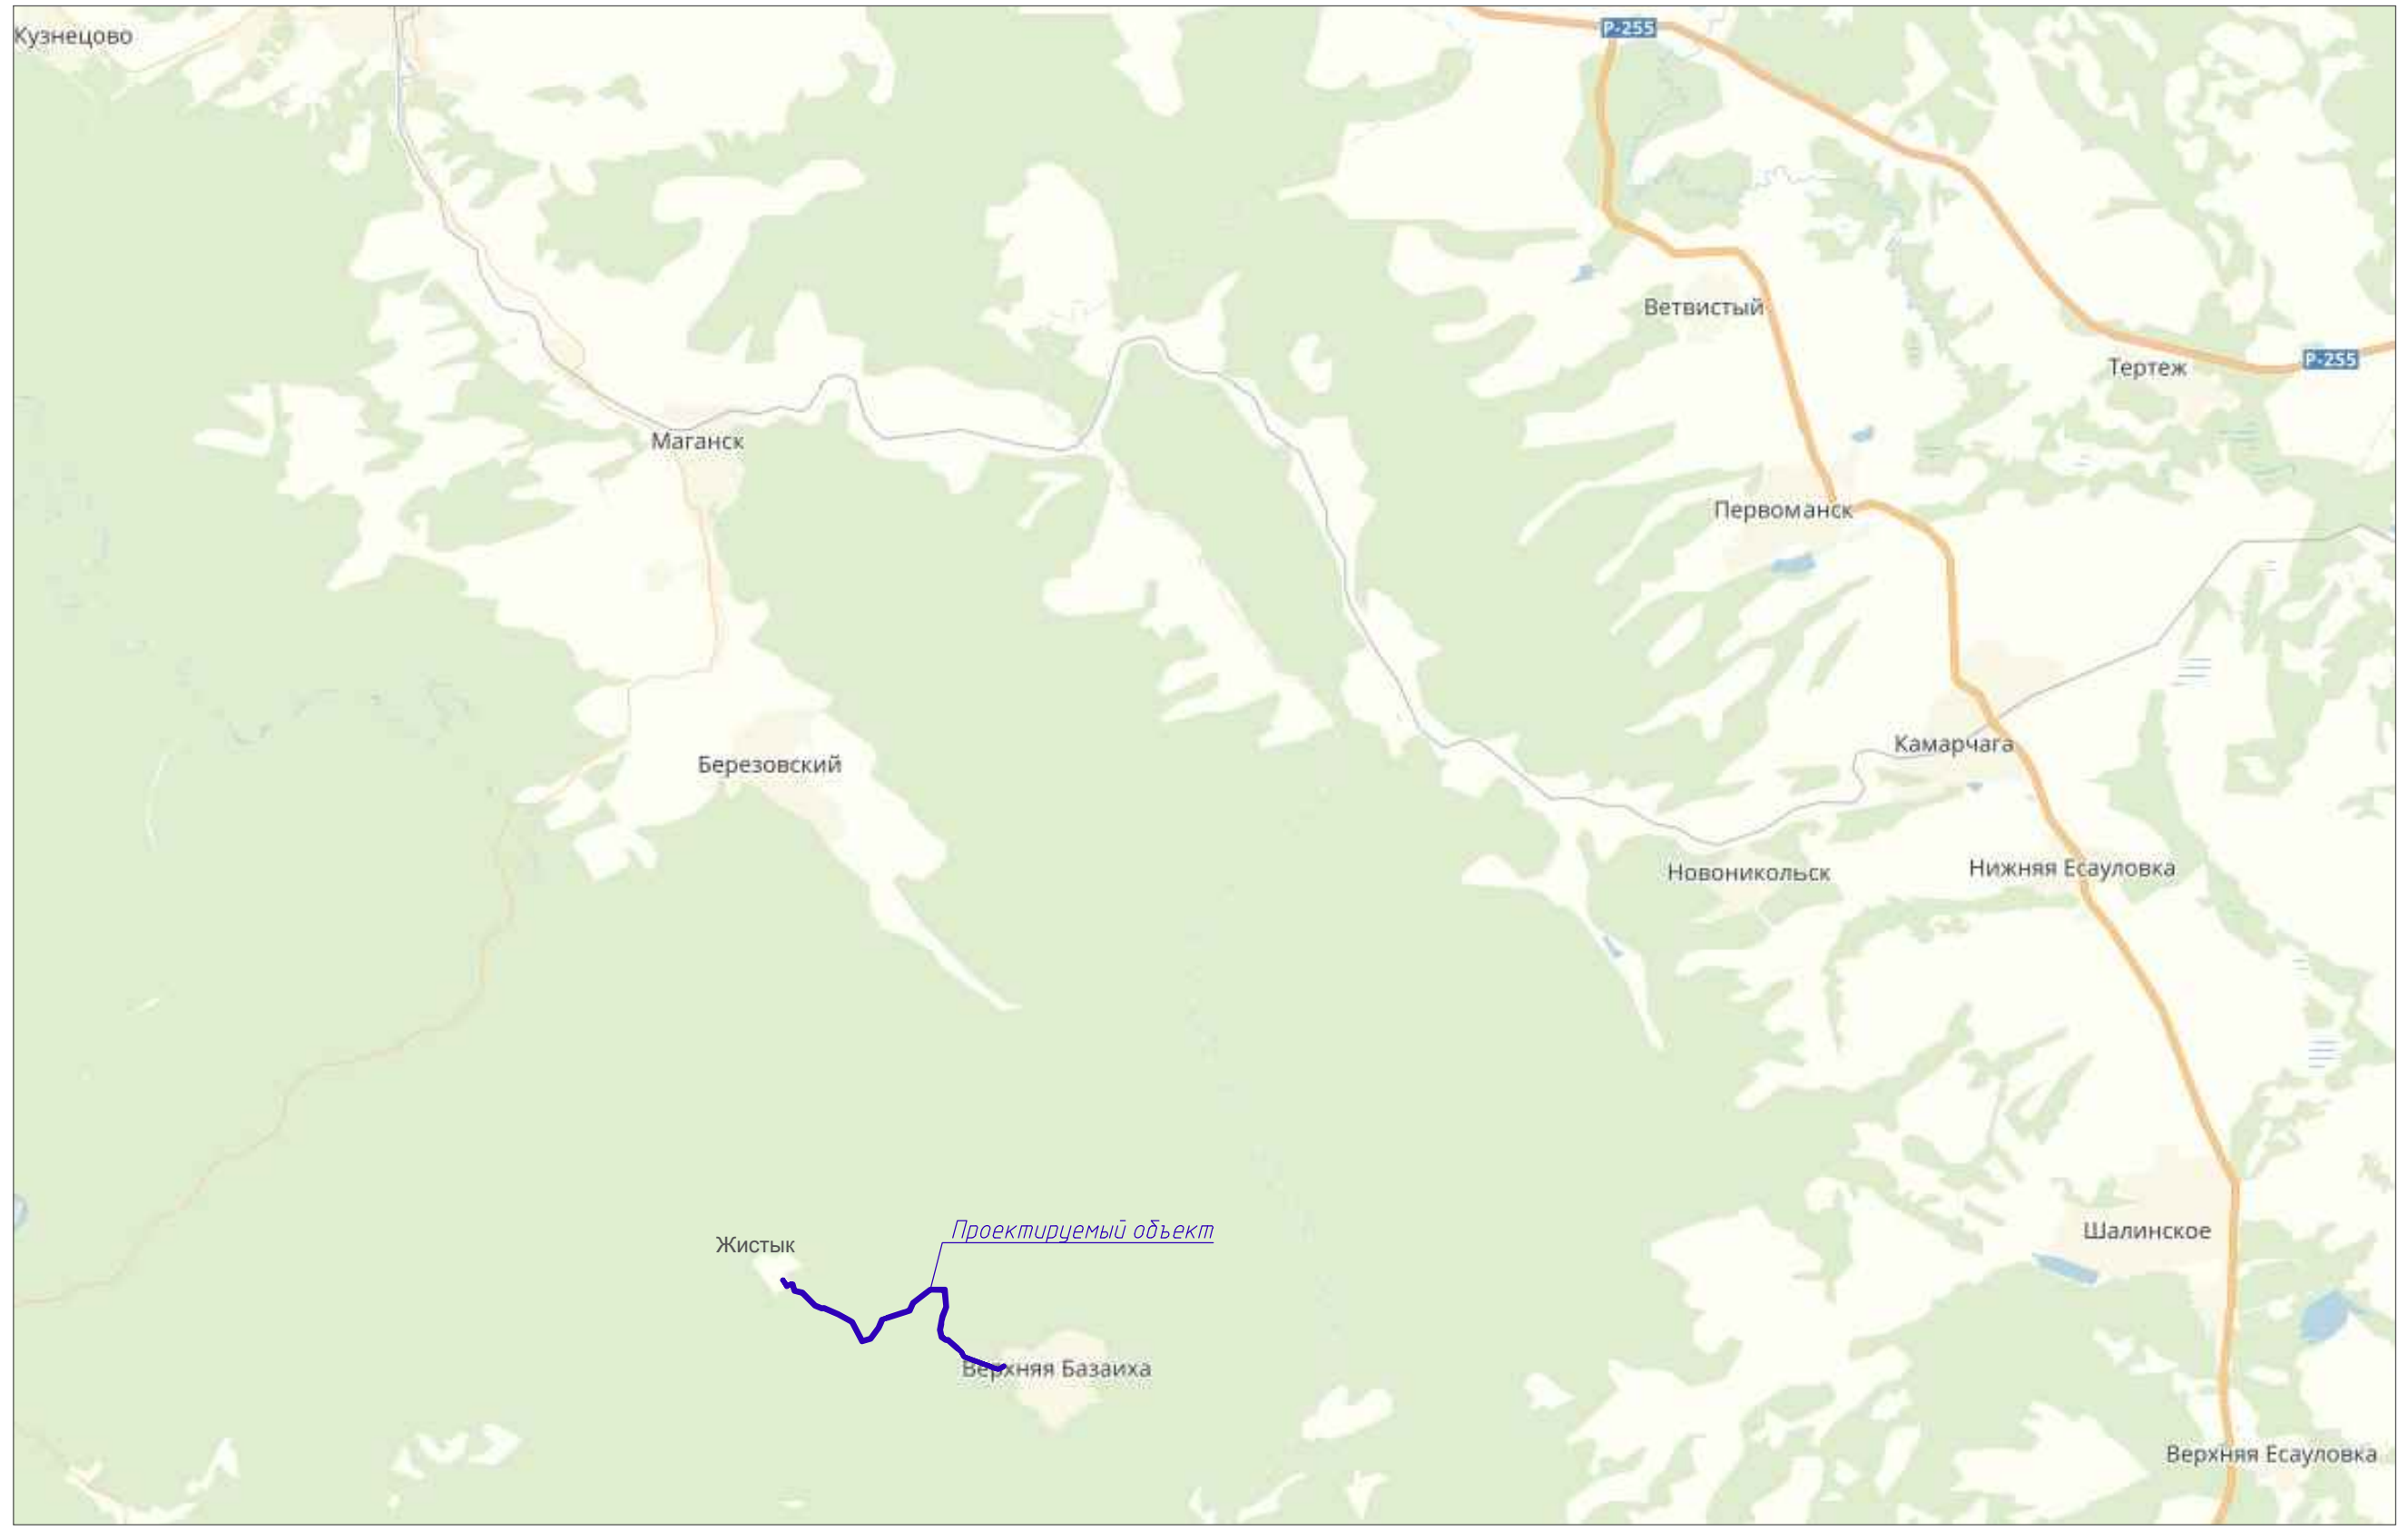 Р-255
Кузнецово
Ветвистый
Р-255
Тертеж
Маганск
Первоманск
Камарчага
Березовский
Нижняя Есауловка
Новоникольск
Проектируемый объект
Шалинское
Жистык
Верхняя Базаиха
Верхняя Есауловка